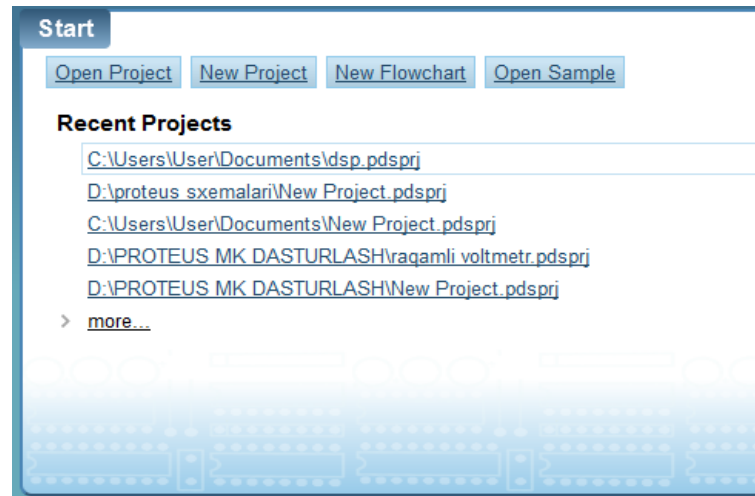 Start
Open Project New Project New Flowchart Open Sample
Recent Projects
C:\Users\User\Documents\dsp.pdsprj
D:\proteus sxemalari\New Project.pdsprj
C:\Users\User\Documents\New Project.pdsprj
D:\PROTEUS MK DASTURLASH\raqamli voltmetr.pdsprj
D:\PROTEUS MK DASTURLASH\New Project.pdsprj
more...